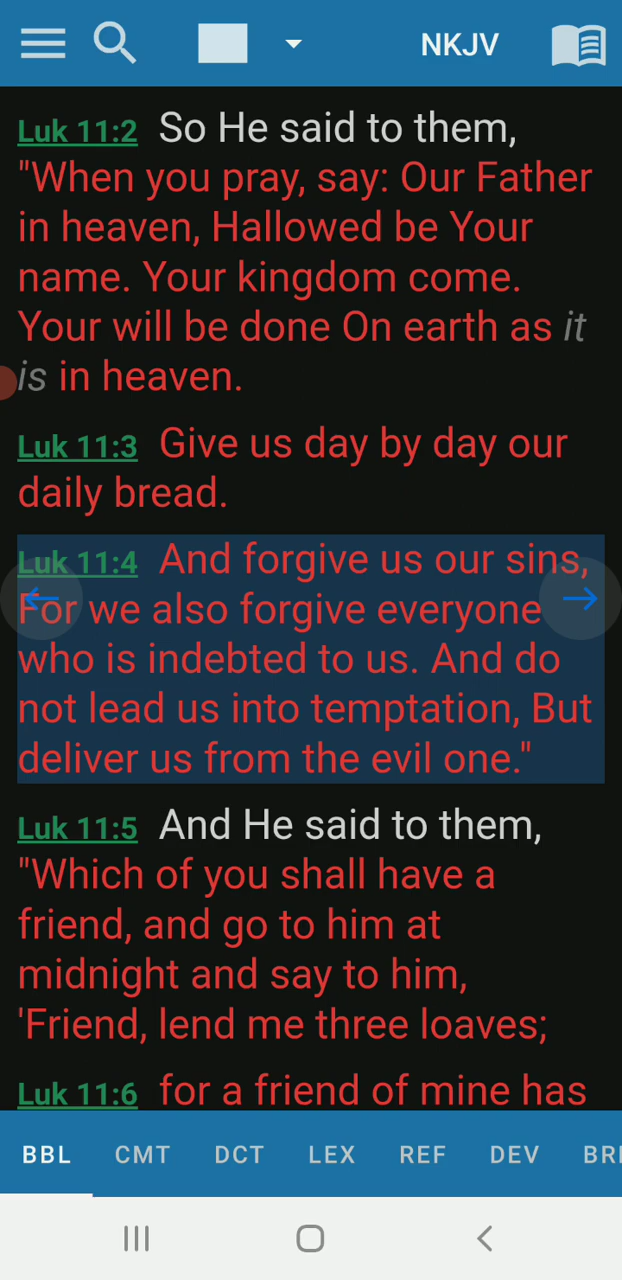 NKJV
Luk 11:2 So He said to them,
"When you pray, say: Our Father
in heaven, Hallowed be Your
name. Your kingdom come.
Your will be done On earth as it
is in heaven.
Luk 11:3 Give us day by day our
daily bread.
Luk 11:4 And forgive us our sins,
For we also forgive everyone
who is indebted to us. And do
not lead us into temptation, But
deliver us from the evil one."
Luk 11:5 And He said to them,
"Which of you shall have a
friend, and go to him at
midnight and say to him,
'Friend, lend me three loaves;
Luk 11:6 for a friend of mine has
BBL CMT DCT LEX REF DEV BRI